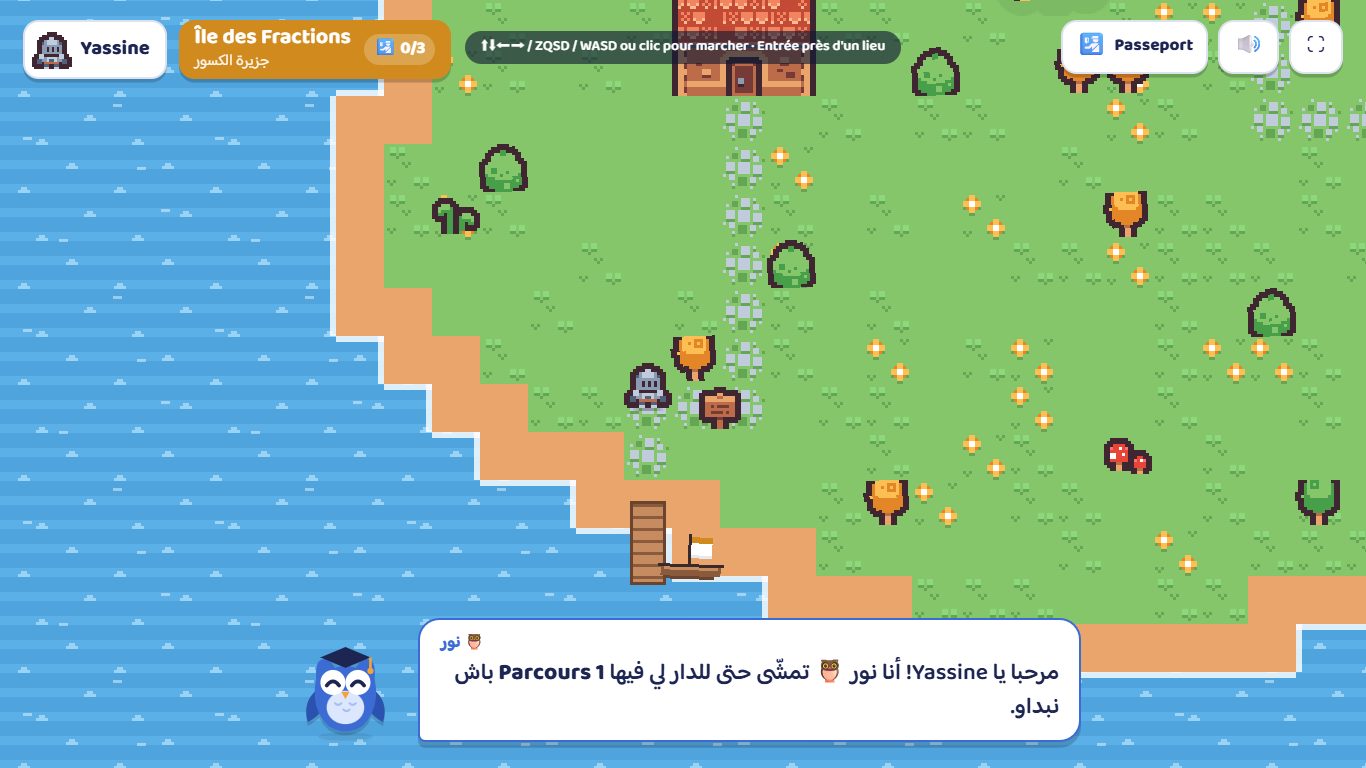 Yassine
Île des Fractions
جزيرة الكسور
0/3
⬆⬇⬅➡ / ZQSD / WASD ou clic pour marcher · Entrée près d'un lieu
Passeport
نور
مرحبا يا Yassine! أنا نور 🦉 تمشّى حتى للدار لي فيها Parcours 1 باش
نبداو.